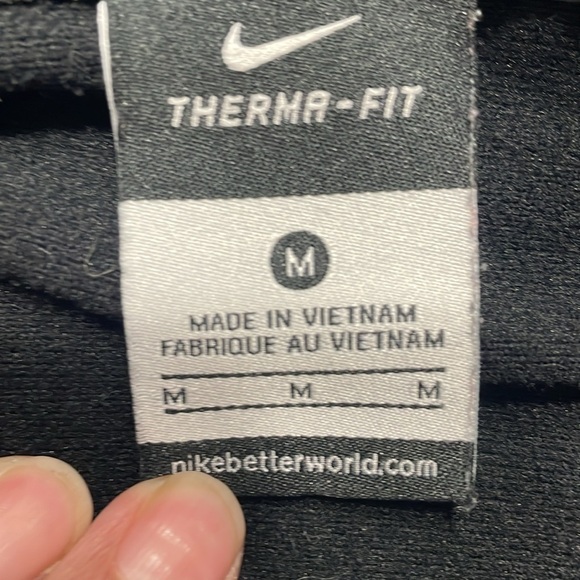 THERMA-FIT
M
MADE IN VIETNAM
FABRIQUE AU VIETNAM
M M M
nikebetterworld.com